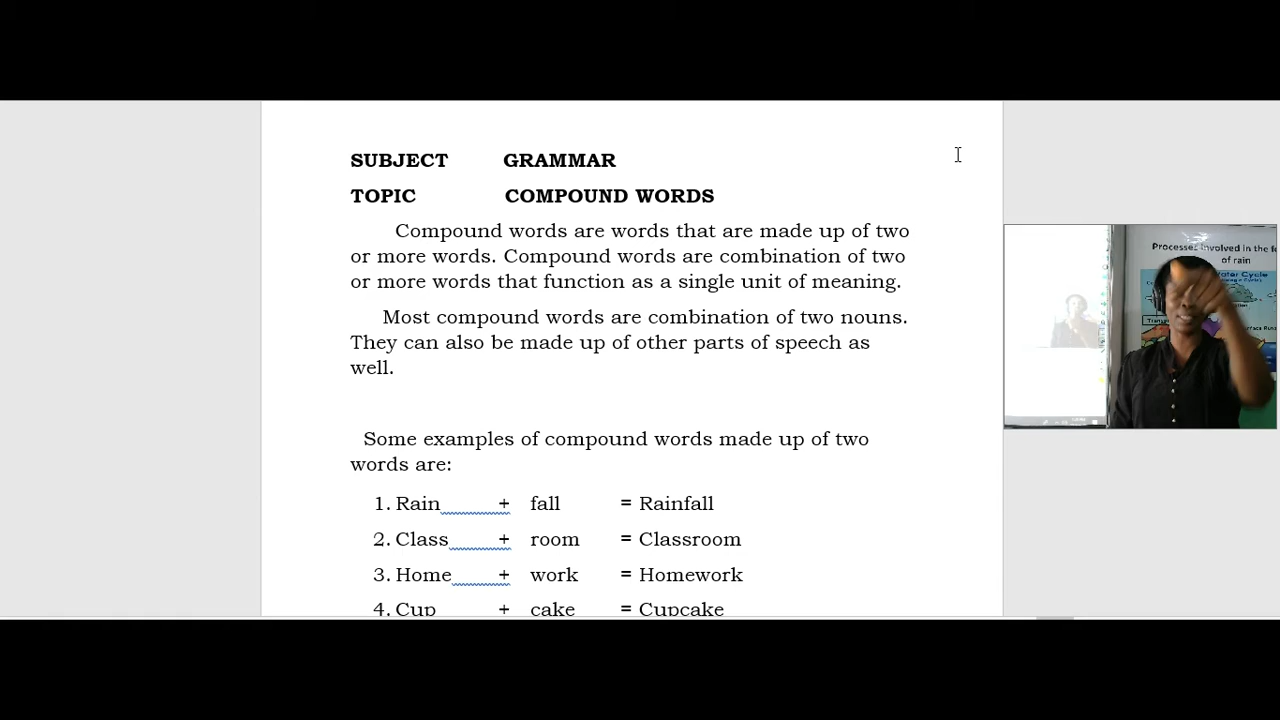 SUBJECT GRAMMAR
TOPIC COMPOUND WORDS
Compound words are words that are made up of two
or more words. Compound words are combination of two
or more words that function as a single unit of meaning.
Most compound words are combination of two nouns.
They can also be made up of other parts of speech as
well.
Some examples of compound words made up of two
words are:
1. Rain + fall = Rainfall
2. Class + room = Classroom
3. Home + work = Homework
4. Cup + cake = Cupcake
Processes involved in the
of rain
Water Cycle